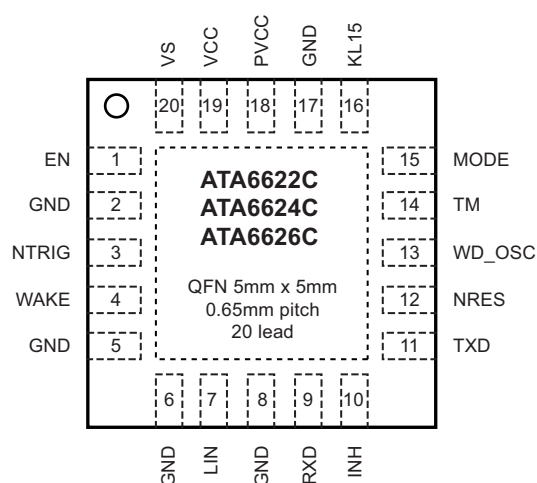 VS
VCC
PVCC
GND
KL15
20
19
18
17
16
EN
1
GND
2
NTRIG
3
WAKE
4
GND
5
ATA6622C
ATA6624C
ATA6626C
QFN 5mm x 5mm
0.65mm pitch
20 lead
15
MODE
14
TM
13
WD_OSC
12
NRES
11
TXD
6
7
8
9
10
GND
LIN
GND
RXD
INH